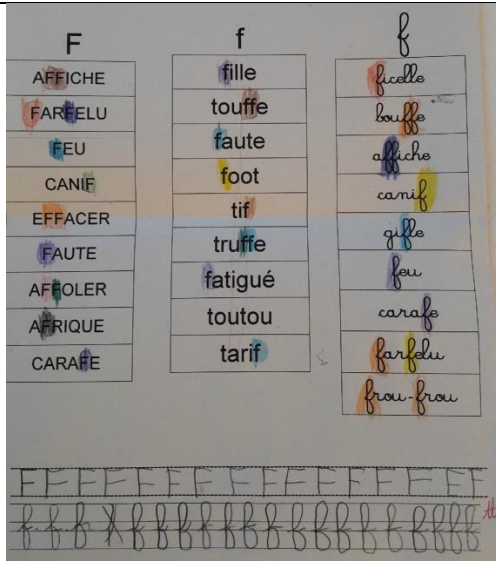 F
AFFICHE
FARFELU
FEU
CANIF
EFFACER
FAUTE
AFFOLER
AFRIQUE
CARAFE
f
fille
touffe
faute
foot
tif
truffe
fatigué
toutou
tarif
f
ficelle
bouffe
affiche
canif
gifle
feu
carafe
farfelu
frou-frou
F F F F F F F F F F F F F F F F
f f f f f f f f f f f f f f f f f f f